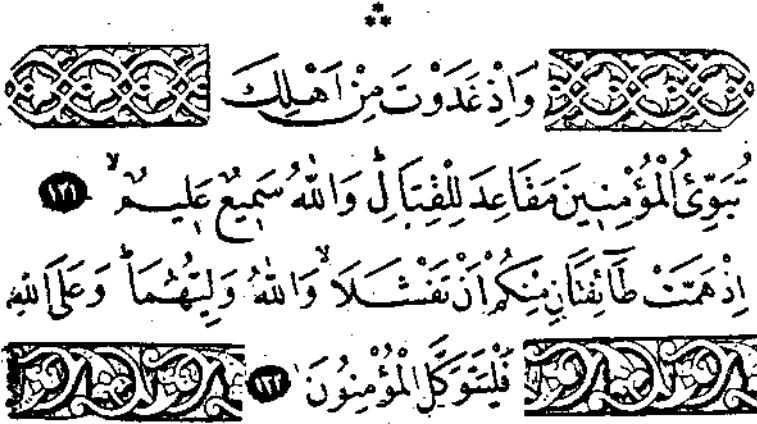 وَاِذْ غَدَوْتَ مِنْ اَهْلِكَ
تُبَوِّئُ الْمُؤْمِنٖينَ مَقَاعِدَ لِلْقِتَالِۜ وَاللّٰهُ سَمٖيعٌ عَلٖيمٌۙ ١٢١
اِذْ هَمَّتْ طَٓائِفَتَانِ مِنْكُمْ اَنْ تَفْشَلَاۙ وَاللّٰهُ وَلِيُّهُمَاۜ وَعَلَى اللّٰهِ
فَلْيَتَوَكَّلِ الْمُؤْمِنُونَ ١٢٢